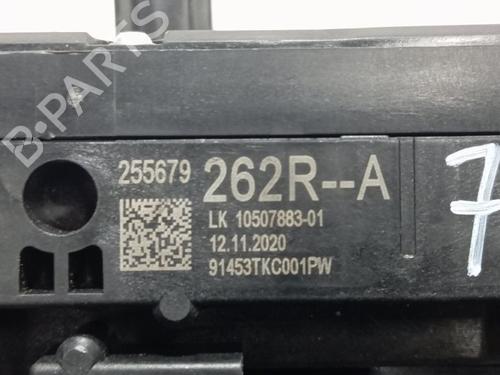 B-PARTS
255679 262R--A
LK 10507883-01
12.11.2020
91453TKC001PW
7